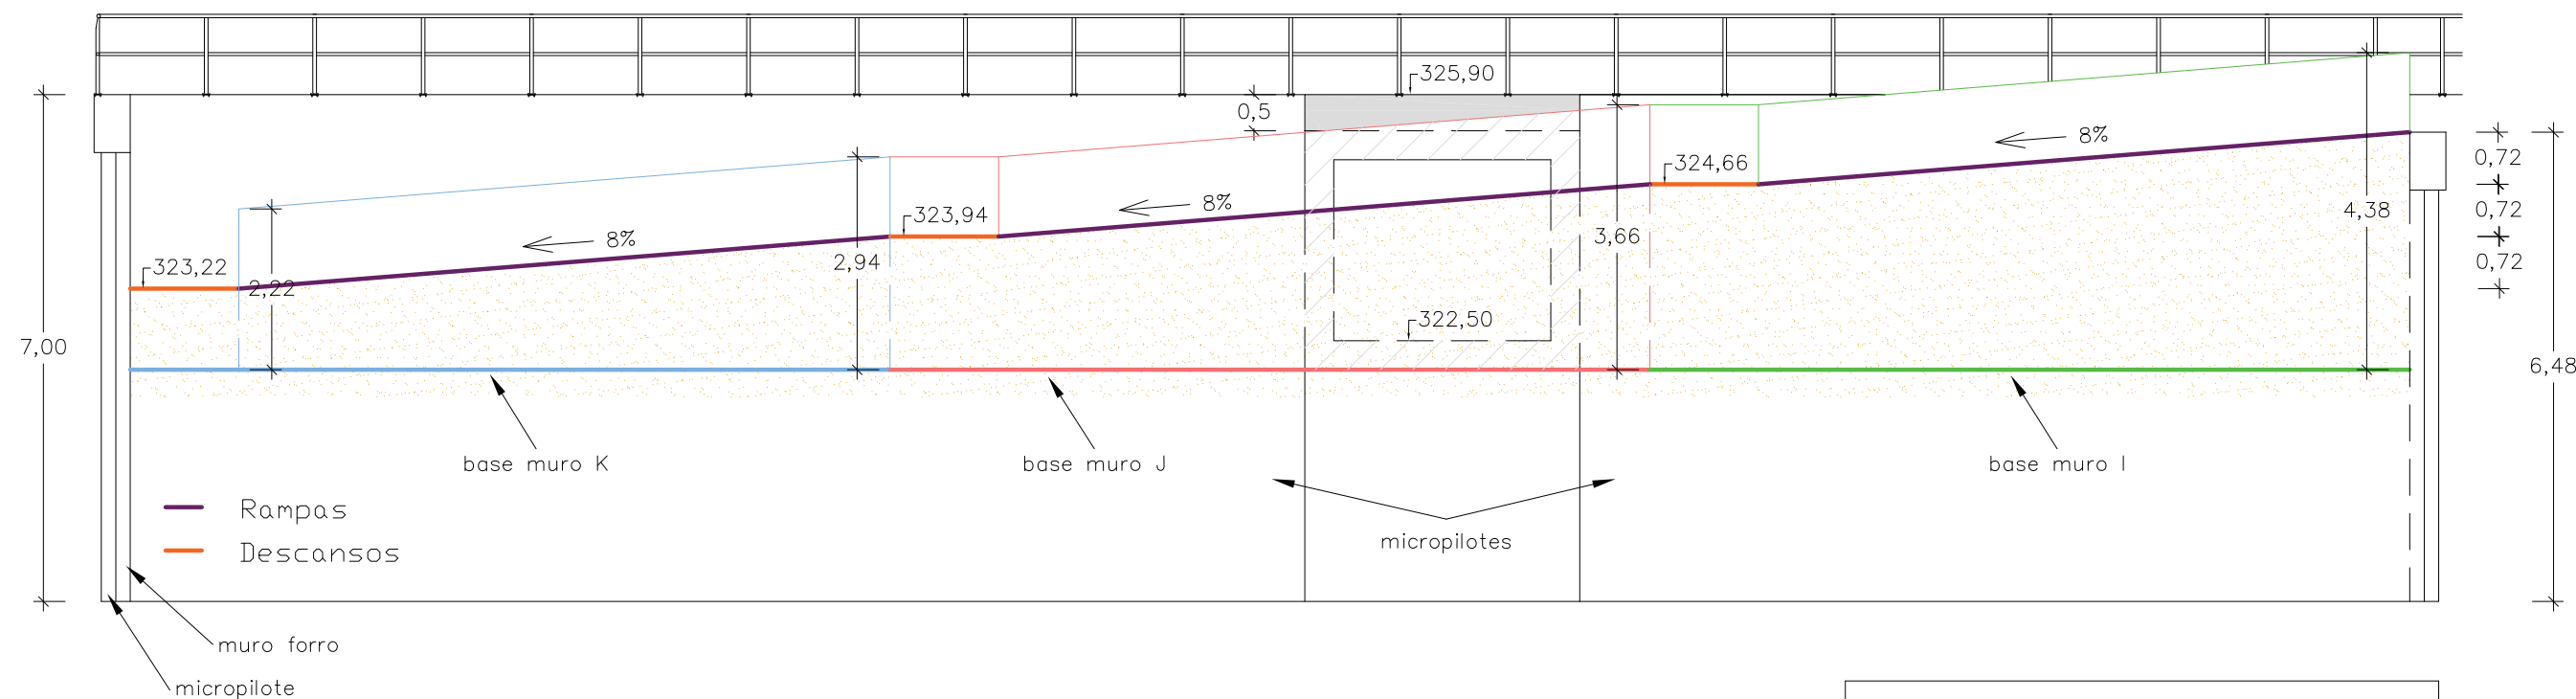 325,90
0,5
8%
324,66
0,72
323,94
8%
0,72
4,38
8%
3,66
2,94
0,72
323,22
2,22
322,50
7,00
6,48
base muro K
base muro J
base muro I
Rampas
micropilotes
Descansos
muro forro
micropilote